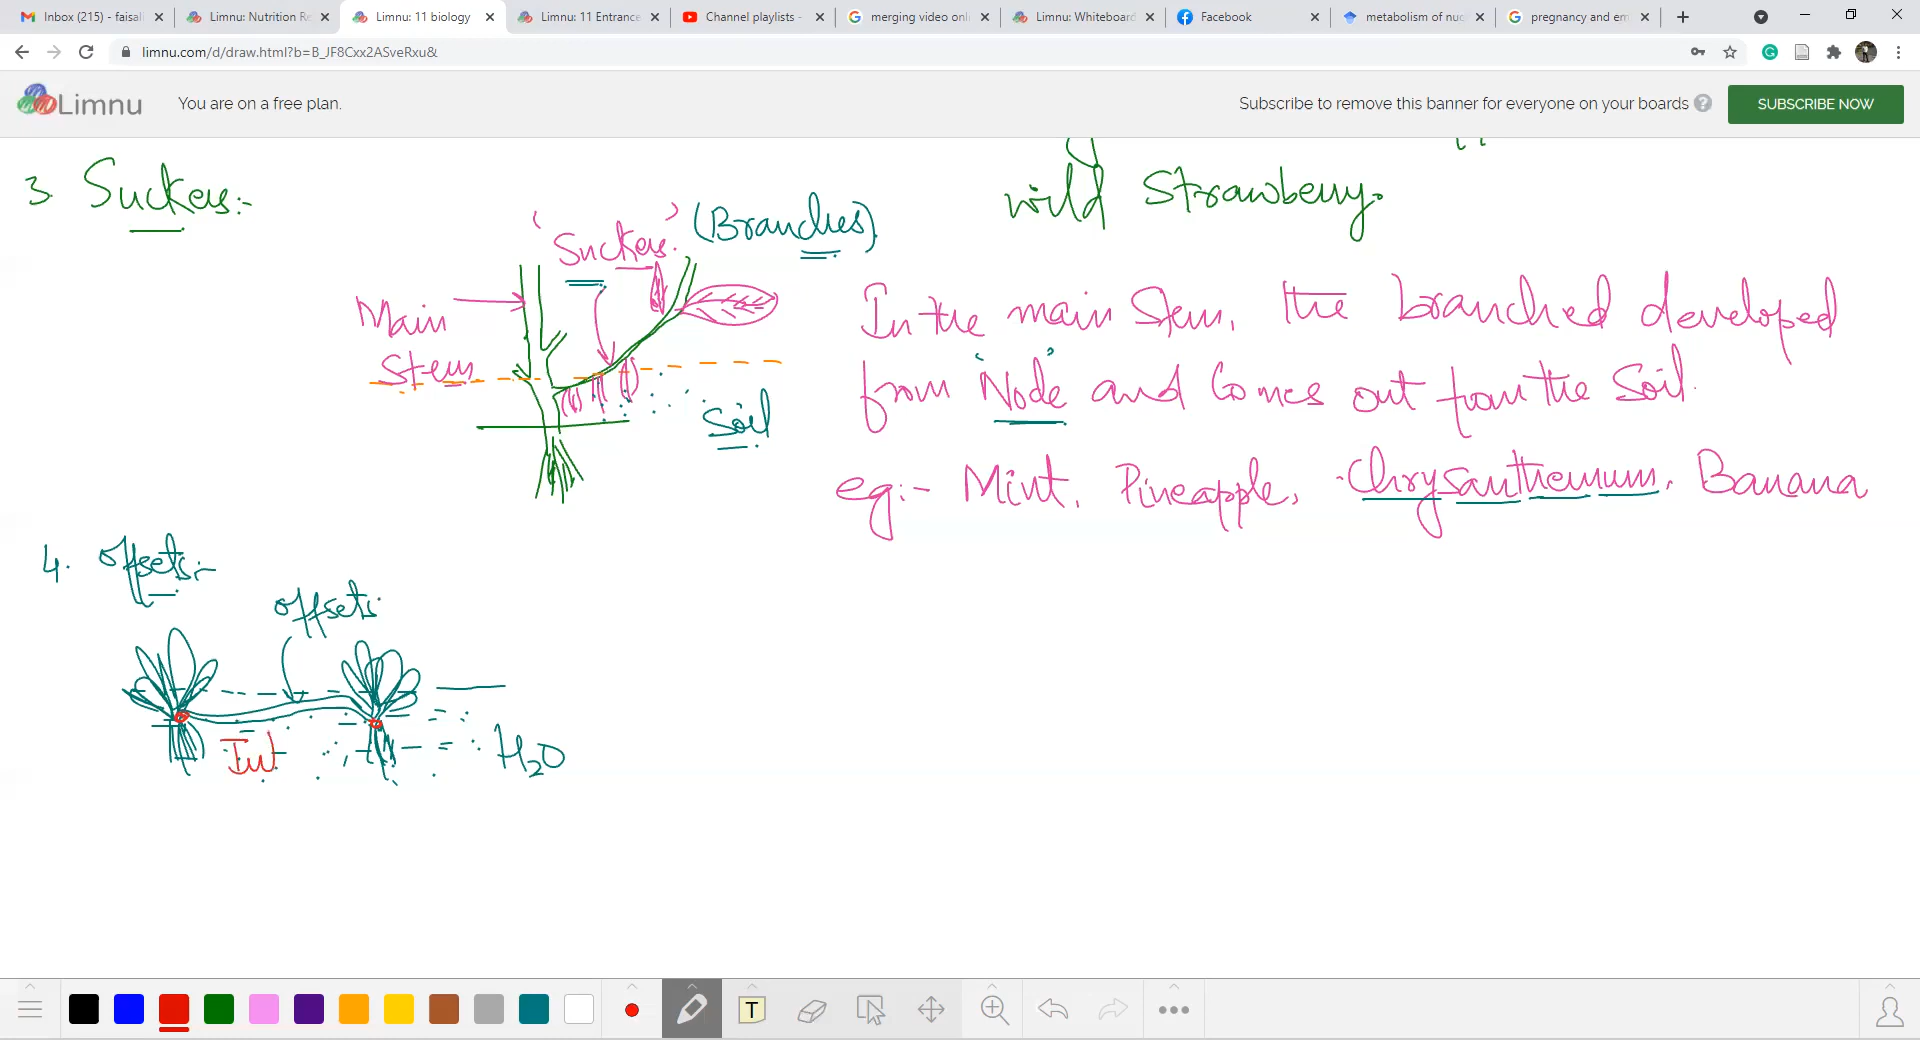 Inbox (215) - faisall
Limnu: Nutrition Re
Limnu: 11 biology
Limnu: 11 Entrance
Channel playlists -
merging video onl
Limnu: Whiteboard
Facebook
metabolism of nuc
pregnancy and em
limnu.com/d/draw.html?b=B_JF8Cxx2ASveRxu&
Limnu
You are on a free plan.
Subscribe to remove this banner for everyone on your boards ?
SUBSCRIBE NOW
wild Strawberry.
3. Suckers:-
'Suckers.' (Branches)
Main
Stem
Soil
In the main Stem, the branched developed
from 'Node' and Comes out from the Soil.
eg:- Mint, Pineapple, Chrysanthemum, Banana
4. offsets:-
offsets
H2O
T